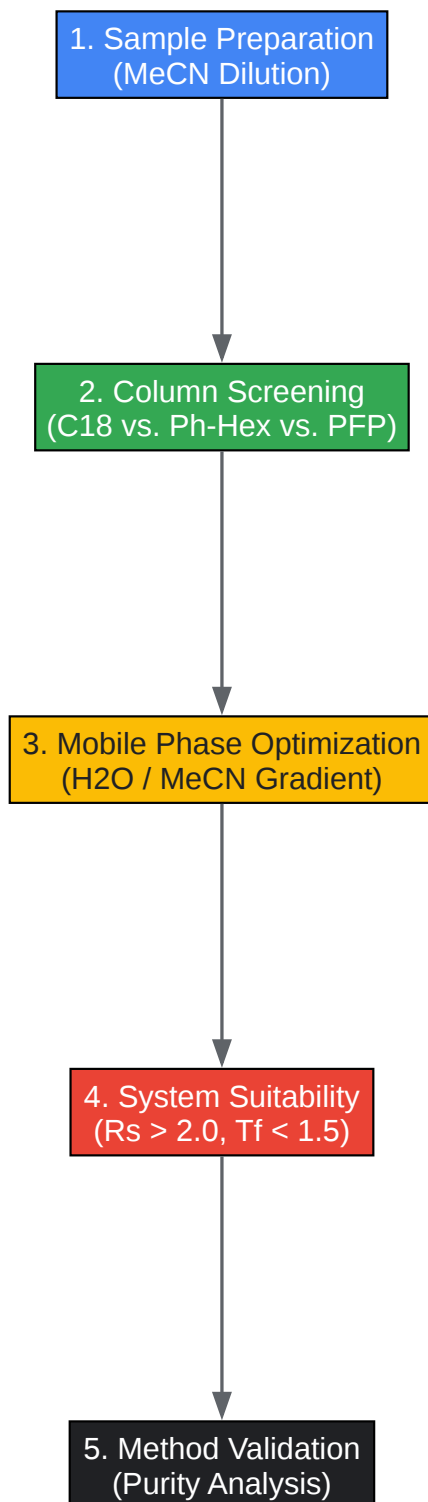 1. Sample Preparation
(MeCN Dilution)
2. Column Screening
(C18 vs. Ph-Hex vs. PFP)
3. Mobile Phase Optimization
(H2O / MeCN Gradient)
4. System Suitability
(Rs > 2.0, Tf < 1.5)
5. Method Validation
(Purity Analysis)